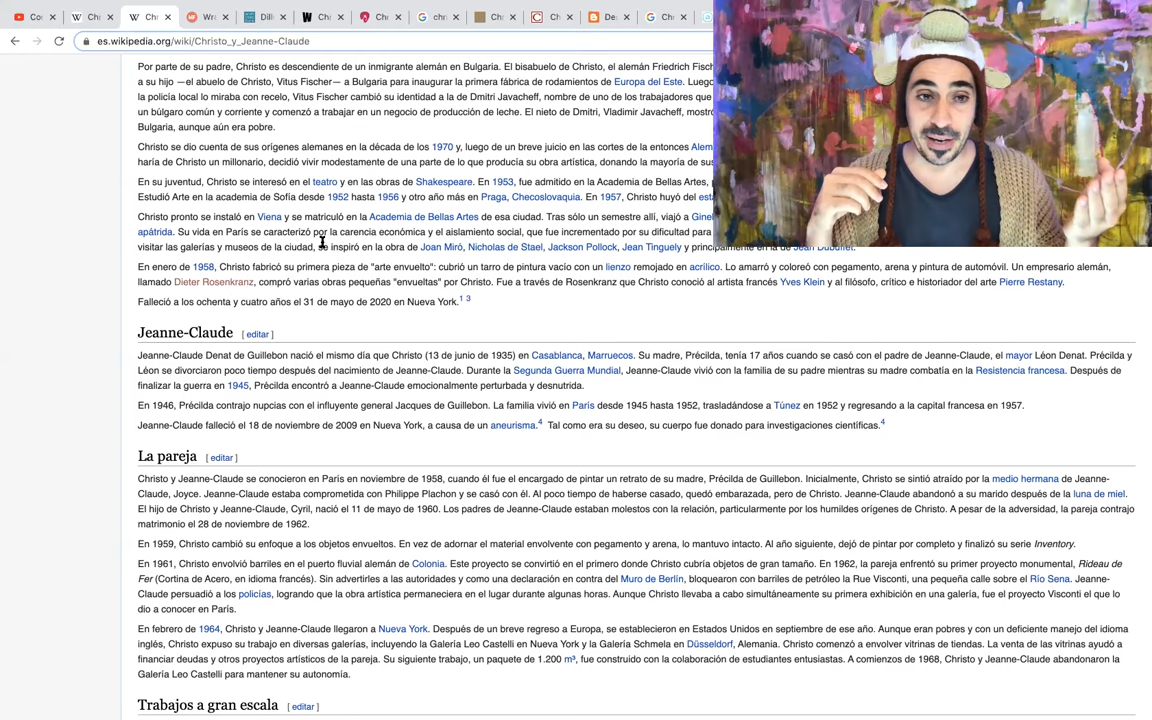 Co
Chr
Chr
Wre
Dill
Cha
Chr
chr
Cha
Ch
De
Chr
es.wikipedia.org/wiki/Christo_y_Jeanne-Claude
Por parte de su padre, Christo es descendiente de un inmigrante alemán en Bulgaria. El bisabuelo de Christo, el alemán Friedrich Fisch
a su hijo —el abuelo de Christo, Vitus Fischer— a Bulgaria para inaugurar la primera fábrica de rodamientos de Europa del Este. Luego
la policía local lo miraba con recelo, Vitus Fischer cambió su identidad a la de Dmitri Javacheff, nombre de uno de los trabajadores que
un búlgaro común y corriente y comenzó a trabajar en un negocio de producción de leche. El nieto de Dmitri, Vladimir Javacheff, mostró
Bulgaria, aunque aún era pobre.
Christo se dio cuenta de sus orígenes alemanes en la década de los 1970 y, luego de un breve juicio en las cortes de la entonces Alem
haría de Christo un millonario, decidió vivir modestamente de una parte de lo que producía su obra artística, donando la mayoría de sus
En su juventud, Christo se interesó en el teatro y en las obras de Shakespeare. En 1953, fue admitido en la Academia de Bellas Artes,
Estudió Arte en la academia de Sofía desde 1952 hasta 1956 y otro año más en Praga, Checoslovaquia. En 1957, Christo huyó del est
Christo pronto se instaló en Viena y se matriculó en la Academia de Bellas Artes de esa ciudad. Tras sólo un semestre allí, viajó a Gine
apátrida. Su vida en París se caracterizó por la carencia económica y el aislamiento social, que fue incrementado por su dificultad para
visitar las galerías y museos de la ciudad, se inspiró en la obra de Joan Miró, Nicholas de Stael, Jackson Pollock, Jean Tinguely y principalmente en la de Jean Dubuffet.
En enero de 1958, Christo fabricó su primera pieza de "arte envuelto": cubrió un tarro de pintura vacío con un lienzo remojado en acrílico. Lo amarró y coloreó con pegamento, arena y pintura de automóvil. Un empresario alemán,
llamado Dieter Rosenkranz, compró varias obras pequeñas "envueltas" por Christo. Fue a través de Rosenkranz que Christo conoció al artista francés Yves Klein y al filósofo, crítico e historiador del arte Pierre Restany.
Falleció a los ochenta y cuatro años el 31 de mayo de 2020 en Nueva York.1 3
Jeanne-Claude [ editar ]
Jeanne-Claude Denat de Guillebon nació el mismo día que Christo (13 de junio de 1935) en Casablanca, Marruecos. Su madre, Précilda, tenía 17 años cuando se casó con el padre de Jeanne-Claude, el mayor Léon Denat. Précilda y
Léon se divorciaron poco tiempo después del nacimiento de Jeanne-Claude. Durante la Segunda Guerra Mundial, Jeanne-Claude vivió con la familia de su padre mientras su madre combatía en la Resistencia francesa. Después de
finalizar la guerra en 1945, Précilda encontró a Jeanne-Claude emocionalmente perturbada y desnutrida.
En 1946, Précilda contrajo nupcias con el influyente general Jacques de Guillebon. La familia vivió en París desde 1945 hasta 1952, trasladándose a Túnez en 1952 y regresando a la capital francesa en 1957.
Jeanne-Claude falleció el 18 de noviembre de 2009 en Nueva York, a causa de un aneurisma.4 Tal como era su deseo, su cuerpo fue donado para investigaciones científicas.4
La pareja [ editar ]
Christo y Jeanne-Claude se conocieron en París en noviembre de 1958, cuando él fue el encargado de pintar un retrato de su madre, Précilda de Guillebon. Inicialmente, Christo se sintió atraído por la medio hermana de Jeanne-
Claude, Joyce. Jeanne-Claude estaba comprometida con Philippe Plachon y se casó con él. Al poco tiempo de haberse casado, quedó embarazada, pero de Christo. Jeanne-Claude abandonó a su marido después de la luna de miel.
El hijo de Christo y Jeanne-Claude, Cyril, nació el 11 de mayo de 1960. Los padres de Jeanne-Claude estaban molestos con la relación, particularmente por los humildes orígenes de Christo. A pesar de la adversidad, la pareja contrajo
matrimonio el 28 de noviembre de 1962.
En 1959, Christo cambió su enfoque a los objetos envueltos. En vez de adornar el material envolvente con pegamento y arena, lo mantuvo intacto. Al año siguiente, dejó de pintar por completo y finalizó su serie Inventory.
En 1961, Christo envolvió barriles en el puerto fluvial alemán de Colonia. Este proyecto se convirtió en el primero donde Christo cubría objetos de gran tamaño. En 1962, la pareja enfrentó su primer proyecto monumental, Rideau de
Fer (Cortina de Acero, en idioma francés). Sin advertirles a las autoridades y como una declaración en contra del Muro de Berlín, bloquearon con barriles de petróleo la Rue Visconti, una pequeña calle sobre el Río Sena. Jeanne-
Claude persuadió a los policías, logrando que la obra artística permaneciera en el lugar durante algunas horas. Aunque Christo llevaba a cabo simultáneamente su primera exhibición en una galería, fue el proyecto Visconti el que lo
dio a conocer en París.
En febrero de 1964, Christo y Jeanne-Claude llegaron a Nueva York. Después de un breve regreso a Europa, se establecieron en Estados Unidos en septiembre de ese año. Aunque eran pobres y con un deficiente manejo del idioma
inglés, Christo expuso su trabajo en diversas galerías, incluyendo la Galería Leo Castelli en Nueva York y la Galería Schmela en Düsseldorf, Alemania. Christo comenzó a envolver vitrinas de tiendas. La venta de las vitrinas ayudó a
financiar deudas y otros proyectos artísticos de la pareja. Su siguiente trabajo, un paquete de 1.200 m³, fue construido con la colaboración de estudiantes entusiastas. A comienzos de 1968, Christo y Jeanne-Claude abandonaron la
Galería Leo Castelli para mantener su autonomía.
Trabajos a gran escala [ editar ]